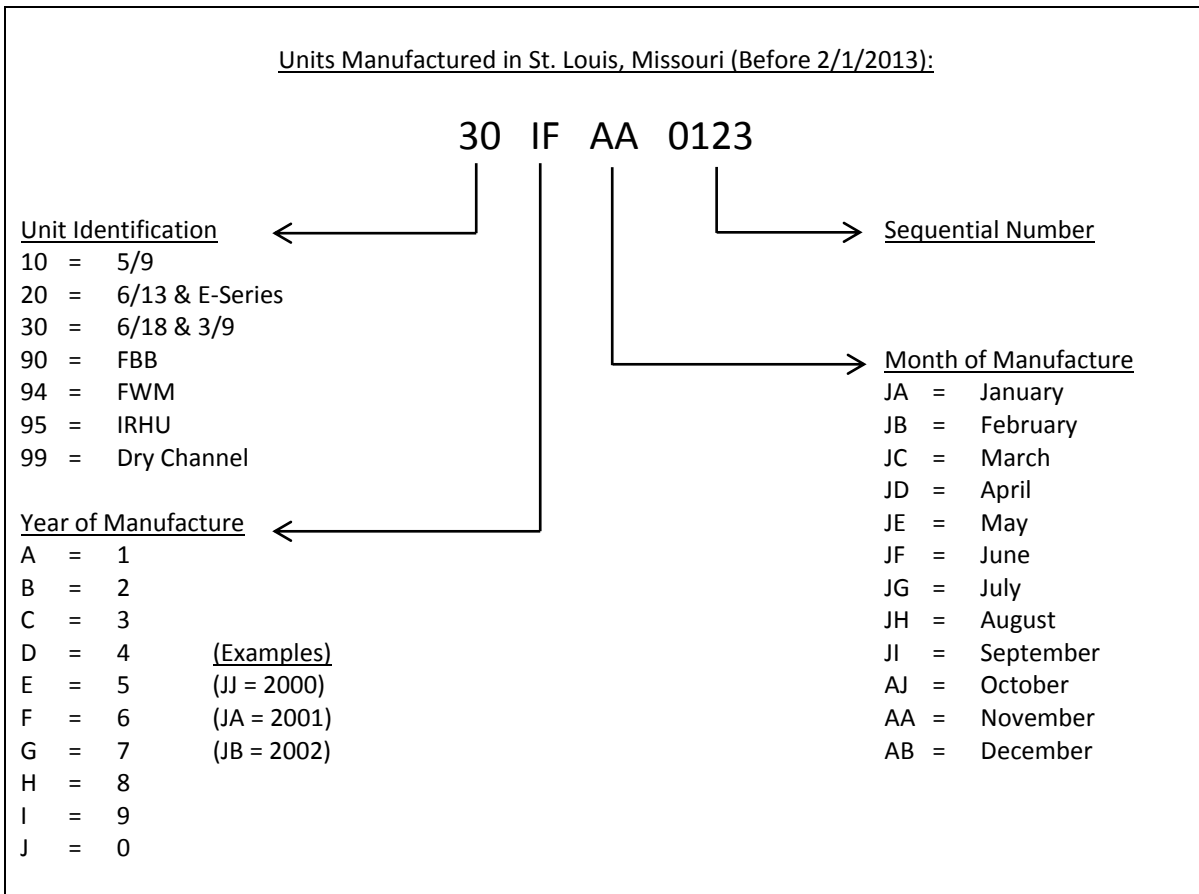 Units Manufactured in St. Louis, Missouri (Before 2/1/2013):
30 IF AA 0123
Unit Identification
10 = 5/9
20 = 6/13 & E-Series
30 = 6/18 & 3/9
90 = FBB
94 = FWM
95 = IRHU
99 = Dry Channel
Year of Manufacture
A = 1
B = 2
C = 3
D = 4 (Examples)
E = 5 (JJ = 2000)
F = 6 (JA = 2001)
G = 7 (JB = 2002)
H = 8
I = 9
J = 0
Sequential Number
Month of Manufacture
JA = January
JB = February
JC = March
JD = April
JE = May
JF = June
JG = July
JH = August
JI = September
AJ = October
AA = November
AB = December